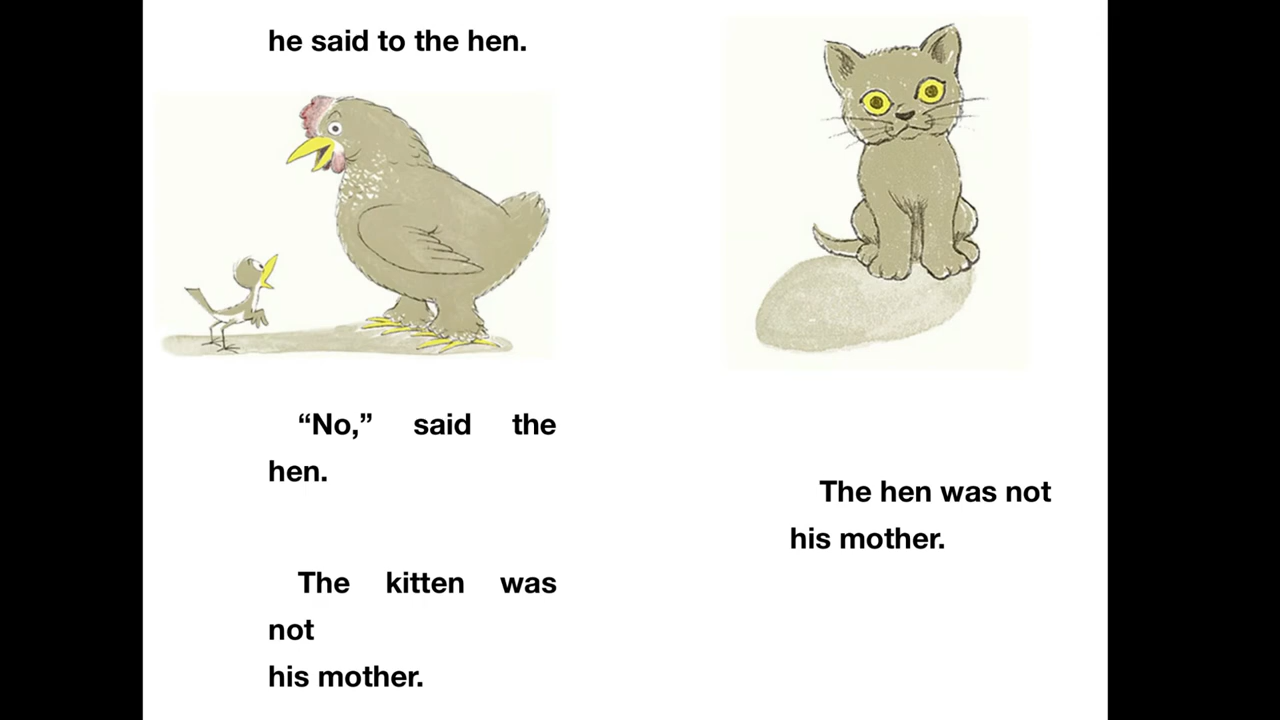 he said to the hen.
“No,” said the
hen.
The kitten was
not
his mother.
The hen was not
his mother.